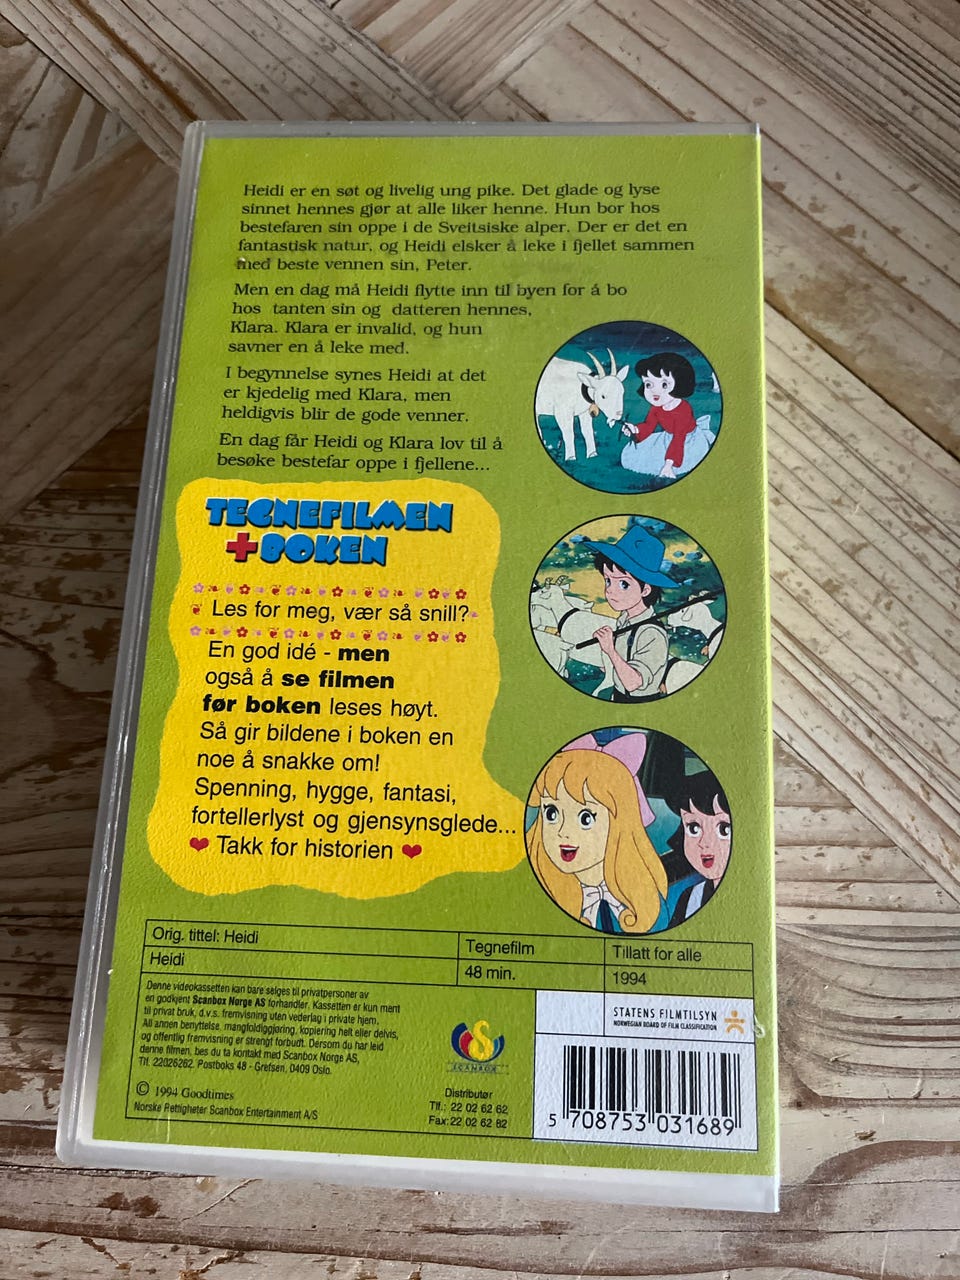 Heidi er en søt og livelig ung pike. Det glade og lyse
sinnet hennes gjør at alle liker henne. Hun bor hos
bestefaren sin oppe i de Sveitsiske alper. Der er det en
fantastisk natur, og Heidi elsker å leke i fjellet sammen
med beste vennen sin, Peter.
Men en dag må Heidi flytte inn til byen for å bo
hos tanten sin og datteren hennes,
Klara. Klara er invalid, og hun
savner en å leke med.
I begynnelse synes Heidi at det
er kjedelig med Klara, men
heldigvis blir de gode venner.
En dag får Heidi og Klara lov til å
besøke bestefar oppe i fjellene...
TEGNEFILMEN
+BOKEN
Les for meg, vær så snill?
En god idé - men
også å se filmen
før boken leses høyt.
Så gir bildene i boken en
noe å snakke om!
Spenning, hygge, fantasi,
fortellerlyst og gjensynsglede...
Takk for historien
Orig. tittel: Heidi
Tegnefilm
Tillatt for alle
Heidi
48 min.
1994
Denne videokassetten kan bare selges til privatpersoner av
en godkjent Scanbox Norge AS forhandler. Kassetten er kun ment
til privat bruk, d.v.s. fremvisning uten vederlag i private hjem.
All annen benyttelse, mangfoldiggjøring, kopiering helt eller delvis,
og offentlig fremvisning er strengt forbudt. Dersom du har leid
denne filmen, bes du ta kontakt med Scanbox Norge AS,
Tlf. 22026262. Postboks 48 - Grefsen, 0409 Oslo.
© 1994 Goodtimes
Norske Rettigheter Scanbox Entertainment A/S
S
SCANBOX
Distributør
Tlf.: 22 02 62 62
Fax: 22 02 62 82
STATENS FILMTILSYN
NORWEGIAN BOARD OF FILM CLASSIFICATION
5 708753 031689